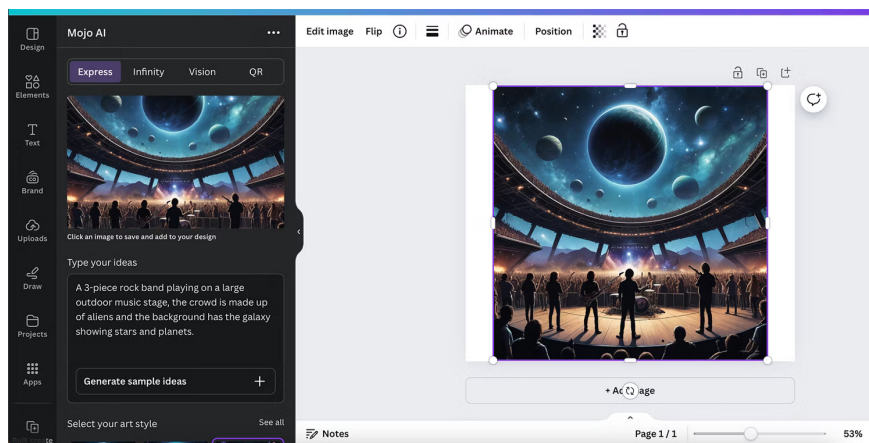 Mojo AI
Edit image Flip Animate Position
Design
Express Infinity Vision QR
Elements
Text
Brand
Uploads
Click an image to save and add to your design
Type your ideas
Draw
A 3-piece rock band playing on a large
outdoor music stage, the crowd is made up
of aliens and the background has the galaxy
showing stars and planets.
Projects
Apps
Generate sample ideas
Select your art style See all
Notes
Page 1 / 1
53%